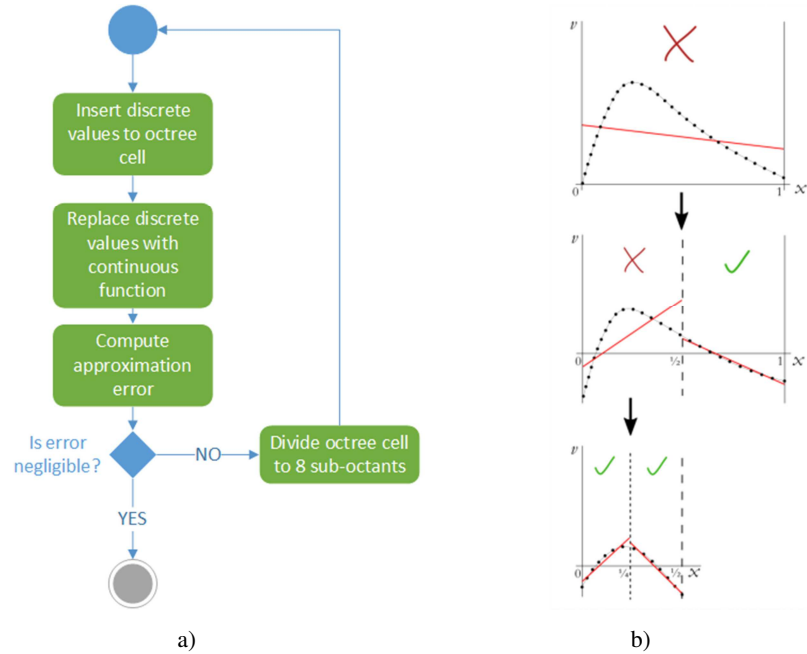 Insert discrete
values to octree
cell
Replace discrete
values with
continuous
function
Compute
approximation
error
Is error
negligible?
NO
Divide octree cell
to 8 sub-octants
YES
a)
v
0
1
x
v
0
½
1
x
v
0
¼
½
x
b)